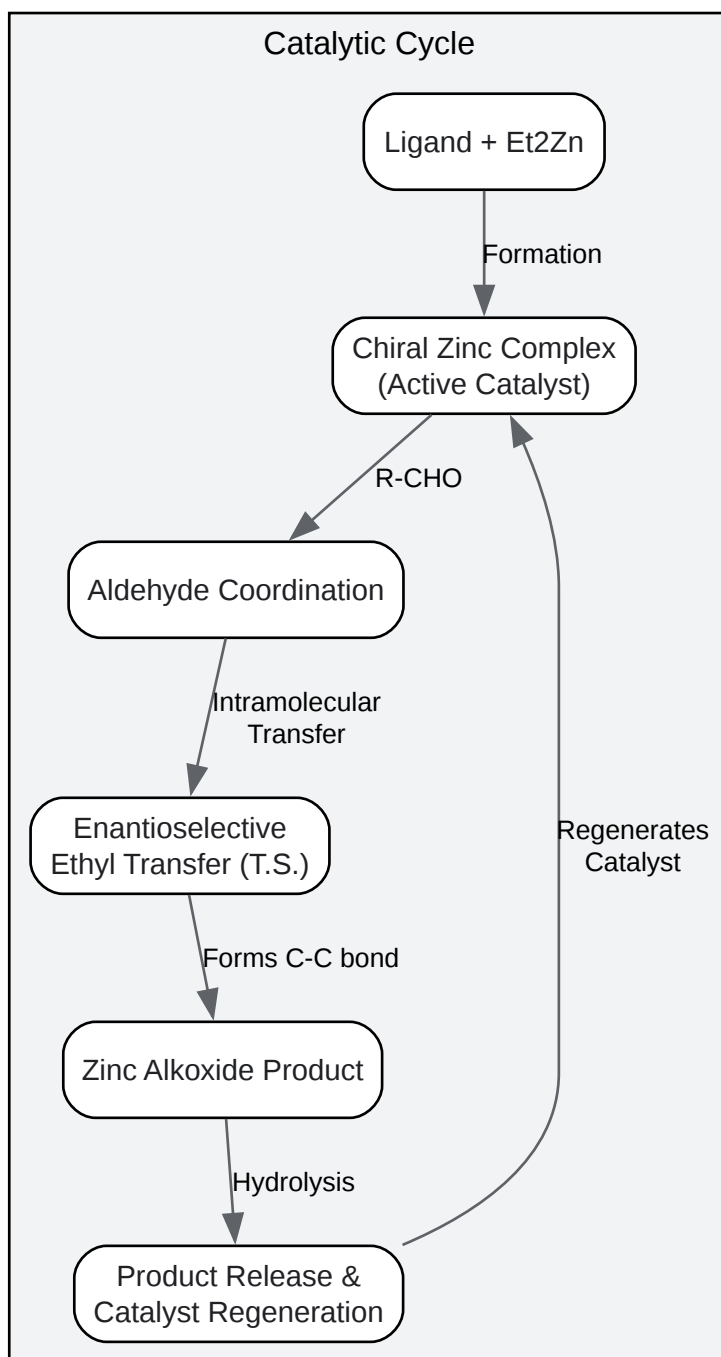 Catalytic Cycle
Ligand + Et2Zn
Formation
Chiral Zinc Complex
(Active Catalyst)
R-CHO
Aldehyde Coordination
Intramolecular
Transfer
Enantioselective
Ethyl Transfer (T.S.)
Regenerates
Catalyst
Forms C-C bond
Zinc Alkoxide Product
Hydrolysis
Product Release &
Catalyst Regeneration